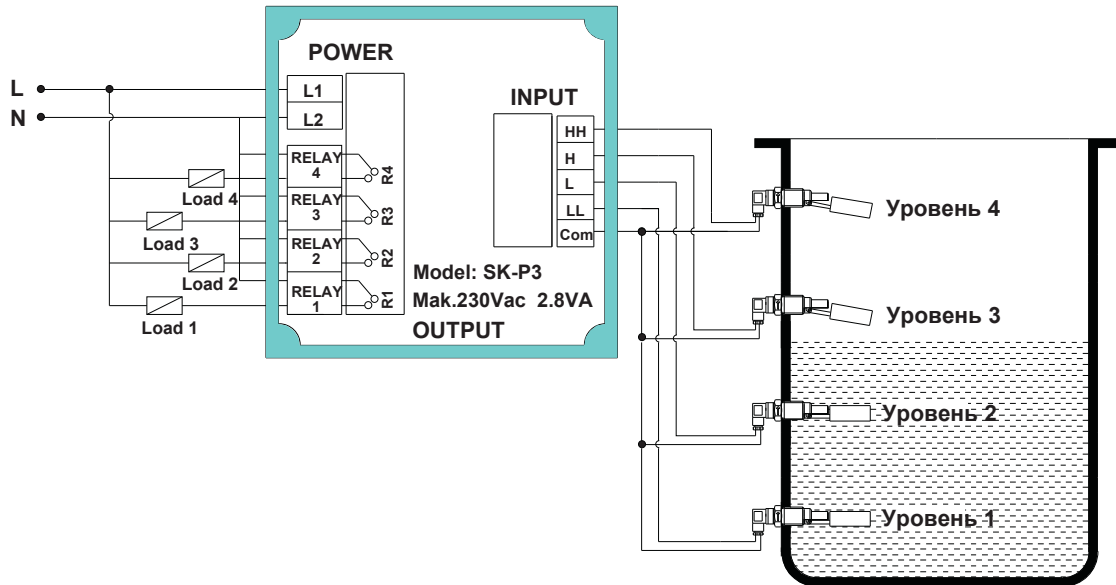 POWER
L
N
L1
L2
INPUT
HH
H
L
LL
Com
RELAY
4
R4
Load 4
RELAY
3
R3
Load 3
RELAY
2
R2
Load 2
RELAY
1
R1
Load 1
Model: SK-P3
Mak.230Vac 2.8VA
OUTPUT
Уровень 4
Уровень 3
Уровень 2
Уровень 1